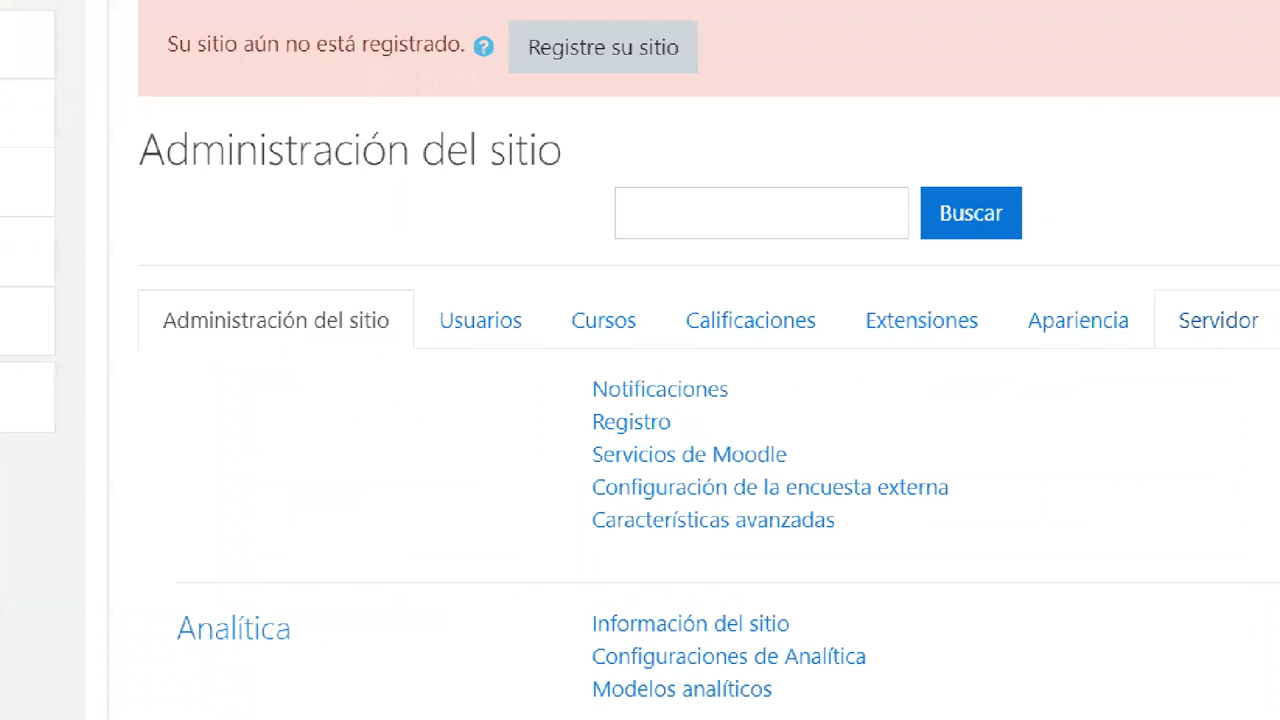 Su sitio aún no está registrado. ? Registre su sitio
Administración del sitio
Buscar
Administración del sitio Usuarios Cursos Calificaciones Extensiones Apariencia Servidor
Notificaciones
Registro
Servicios de Moodle
Configuración de la encuesta externa
Características avanzadas
Analítica
Información del sitio
Configuraciones de Analítica
Modelos analíticos